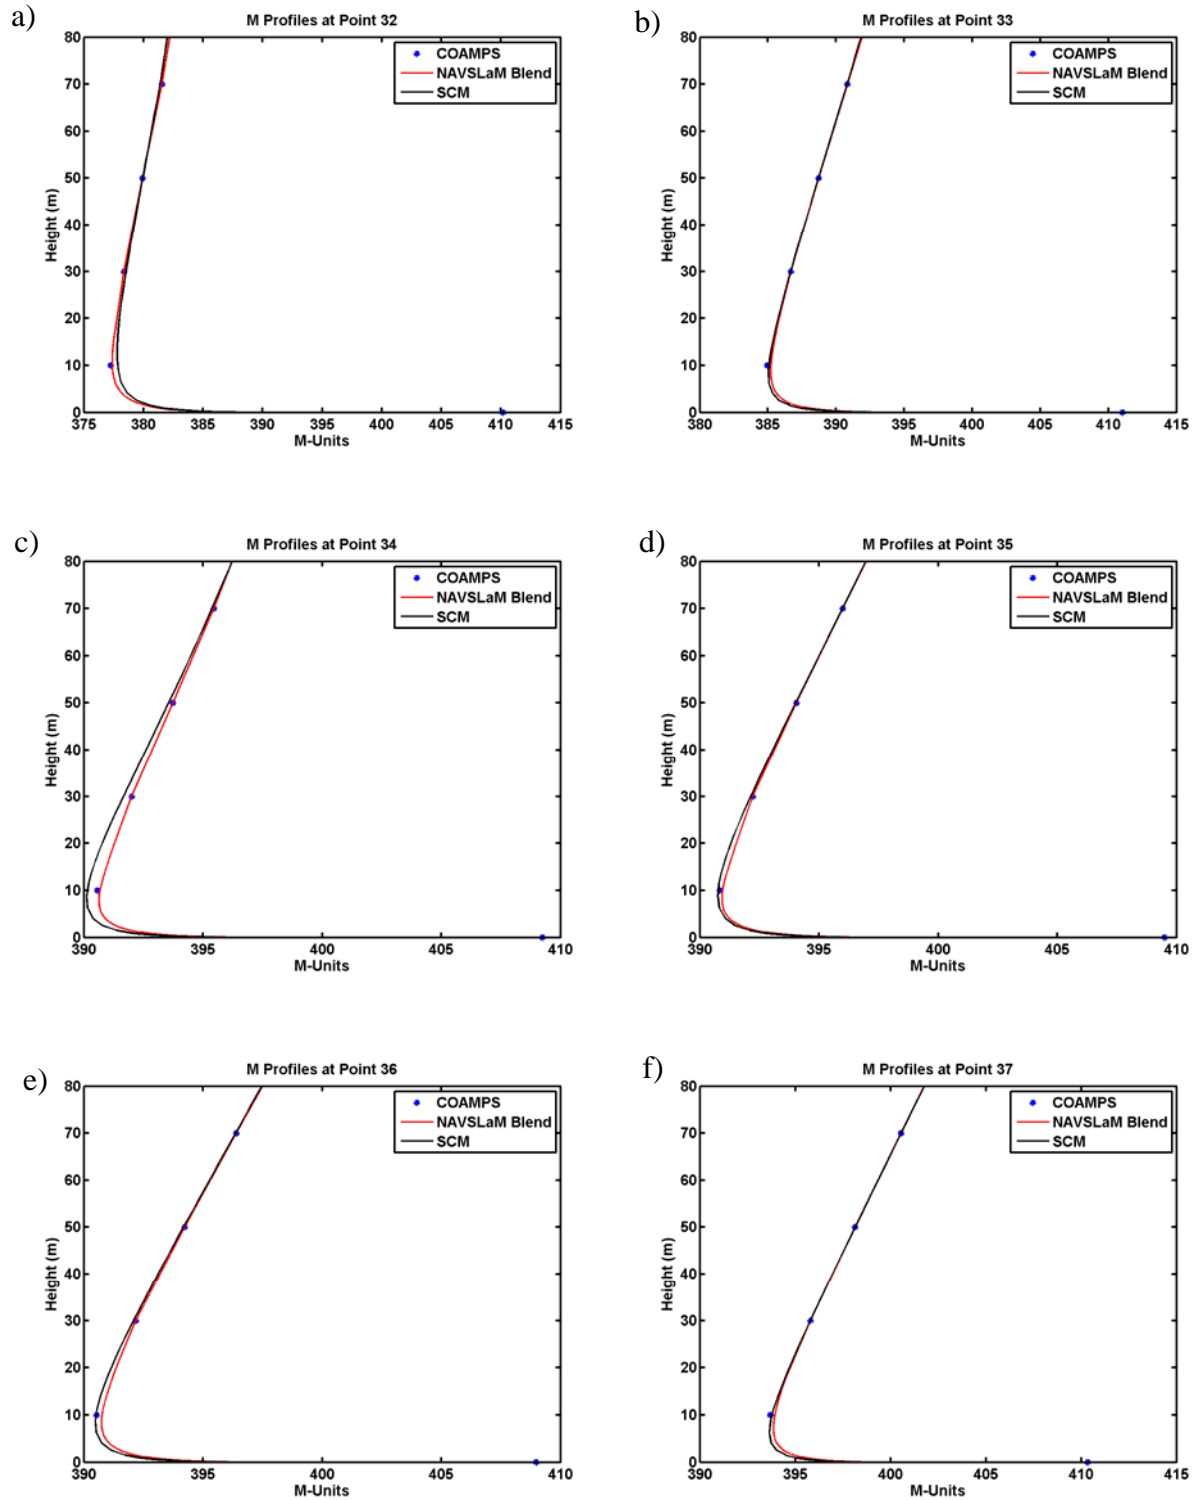 a)
M Profiles at Point 32
80
70
60
50
40
30
20
10
0
Height (m)
375 380 385 390 395 400 405 410 415
M-Units
COAMPS
NAVSLaM Blend
SCM
b)
M Profiles at Point 33
80
70
60
50
40
30
20
10
0
Height (m)
380 385 390 395 400 405 410 415
M-Units
COAMPS
NAVSLaM Blend
SCM
c)
M Profiles at Point 34
80
70
60
50
40
30
20
10
0
Height (m)
390 395 400 405 410
M-Units
COAMPS
NAVSLaM Blend
SCM
d)
M Profiles at Point 35
80
70
60
50
40
30
20
10
0
Height (m)
390 395 400 405 410
M-Units
COAMPS
NAVSLaM Blend
SCM
e)
M Profiles at Point 36
80
70
60
50
40
30
20
10
0
Height (m)
390 395 400 405 410
M-Units
COAMPS
NAVSLaM Blend
SCM
f)
M Profiles at Point 37
80
70
60
50
40
30
20
10
0
Height (m)
390 395 400 405 410 415
M-Units
COAMPS
NAVSLaM Blend
SCM